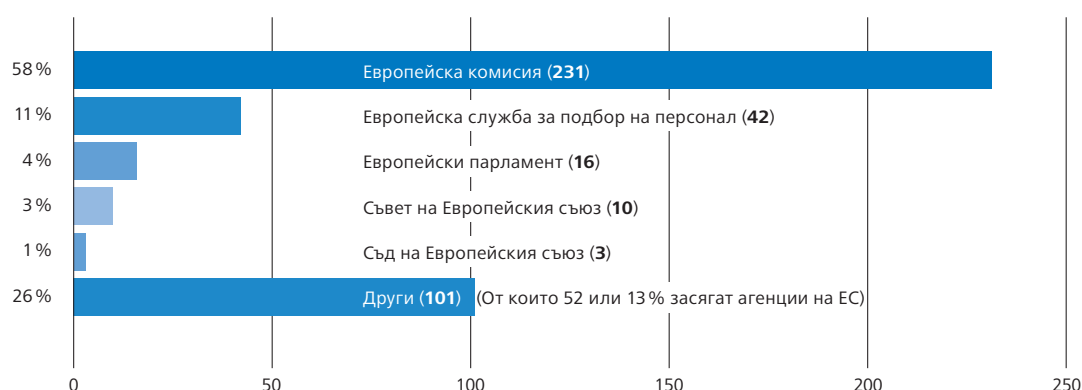 58 % Европейска комисия (231)
11 % Европейска служба за подбор на персонал (42)
4 % Европейски парламент (16)
3 % Съвет на Европейския съюз (10)
1 % Съд на Европейския съюз (3)
26 % Други (101) (От които 52 или 13 % засягат агенции на ЕС)
0 50 100 150 200 250